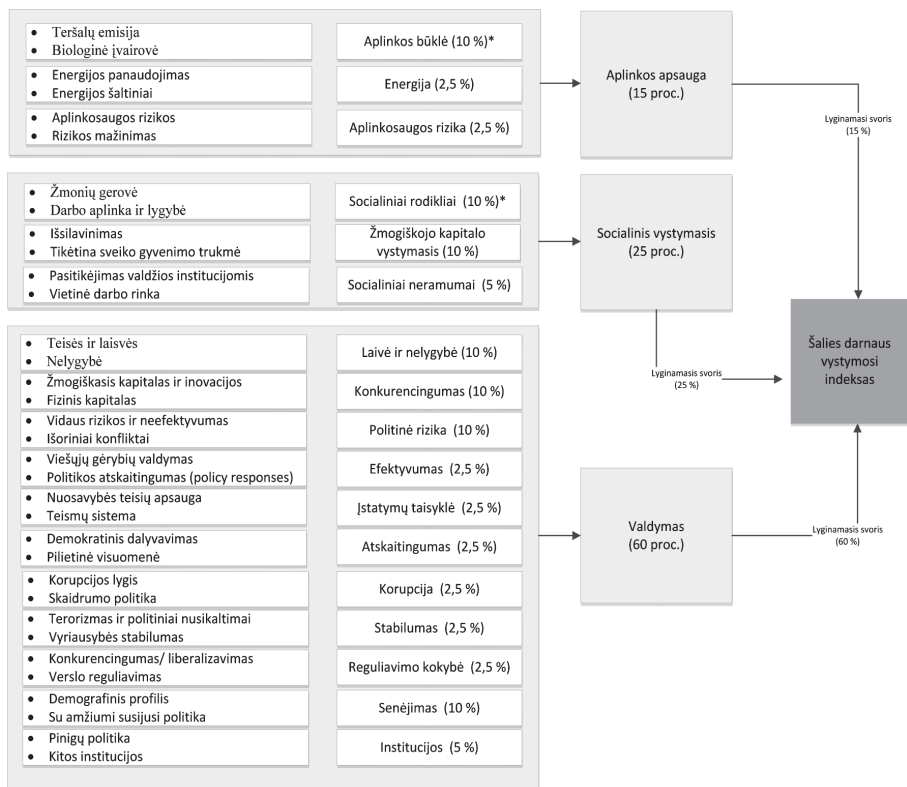 • Teršalų emisija
• Biologinė įvairovė
Aplinkos būklė (10 %)*
• Energijos panaudojimas
• Energijos šaltiniai
Energija (2,5 %)
• Aplinkosaugos rizikos
• Rizikos mažinimas
Aplinkosaugos rizika (2,5 %)
Aplinkos apsauga
(15 proc.)
Lyginamasi svoris
(15 %)
• Žmonių gerovė
• Darbo aplinka ir lygybė
Socialiniai rodikliai (10 %)*
• Išsilavinimas
• Tikėtina sveiko gyvenimo trukmė
Žmogiškojo kapitalo
vystymasis (10 %)
• Pasitikėjimas valdžios institucijomis
• Vietinė darbo rinka
Socialiniai neramumai (5 %)
Socialinis vystymasis
(25 proc.)
Lyginamasis svoris
(25 %)
Šalies darnaus
vystymosi
indeksas
• Teisės ir laisvės
• Nelygybė
Laivė ir nelygybė (10 %)
• Žmogiškasis kapitalas ir inovacijos
• Fizinis kapitalas
Konkurencingumas (10 %)
• Vidaus rizikos ir neefektyvumas
• Išoriniai konfliktai
Politinė rizika (10 %)
• Viešųjų gėrybių valdymas
• Politikos atskaitingumas (policy responses)
Efektyvumas (2,5 %)
• Nuosavybės teisių apsauga
• Teismų sistema
Įstatymų taisyklė (2,5 %)
• Demokratinis dalyvavimas
• Pilietinė visuomenė
Atskaitingumas (2,5 %)
• Korupcijos lygis
• Skaidrumo politika
Korupcija (2,5 %)
• Terorizmas ir politiniai nusikaltimai
• Vyriausybės stabilumas
Stabilumas (2,5 %)
• Konkurencingumas/ liberalizavimas
• Verslo reguliavimas
Reguliavimo kokybė (2,5 %)
• Demografinis profilis
• Su amžiumi susijusi politika
Senėjimas (10 %)
• Pinigų politika
• Kitos institucijos
Institucijos (5 %)
Valdymas
(60 proc.)
Lyginamasis svoris
(60 %)